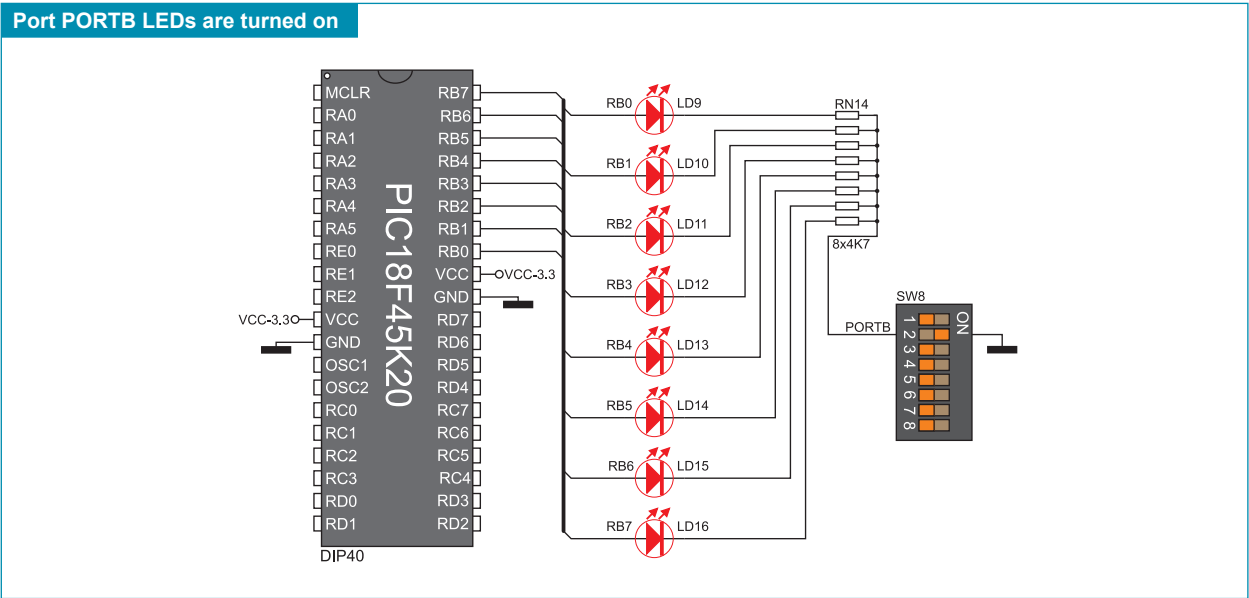 Port PORTB LEDs are turned on
MCLR RB7
RA0 RB6
RA1 RB5
RA2 RB4
RA3 RB3
RA4 RB2
RA5 RB1
RE0 RB0
RE1 VCC
RE2 GND
VCC RD7
GND RD6
OSC1 RD5
OSC2 RD4
RC0 RC7
RC1 RC6
RC2 RC5
RC3 RC4
RD0 RD3
RD1 RD2
PIC18F45K20
DIP40
VCC-3.3
VCC-3.3
RB0 LD9
RB1 LD10
RB2 LD11
RB3 LD12
RB4 LD13
RB5 LD14
RB6 LD15
RB7 LD16
RN14
8x4K7
SW8
PORTB
ON
1
2
3
4
5
6
7
8